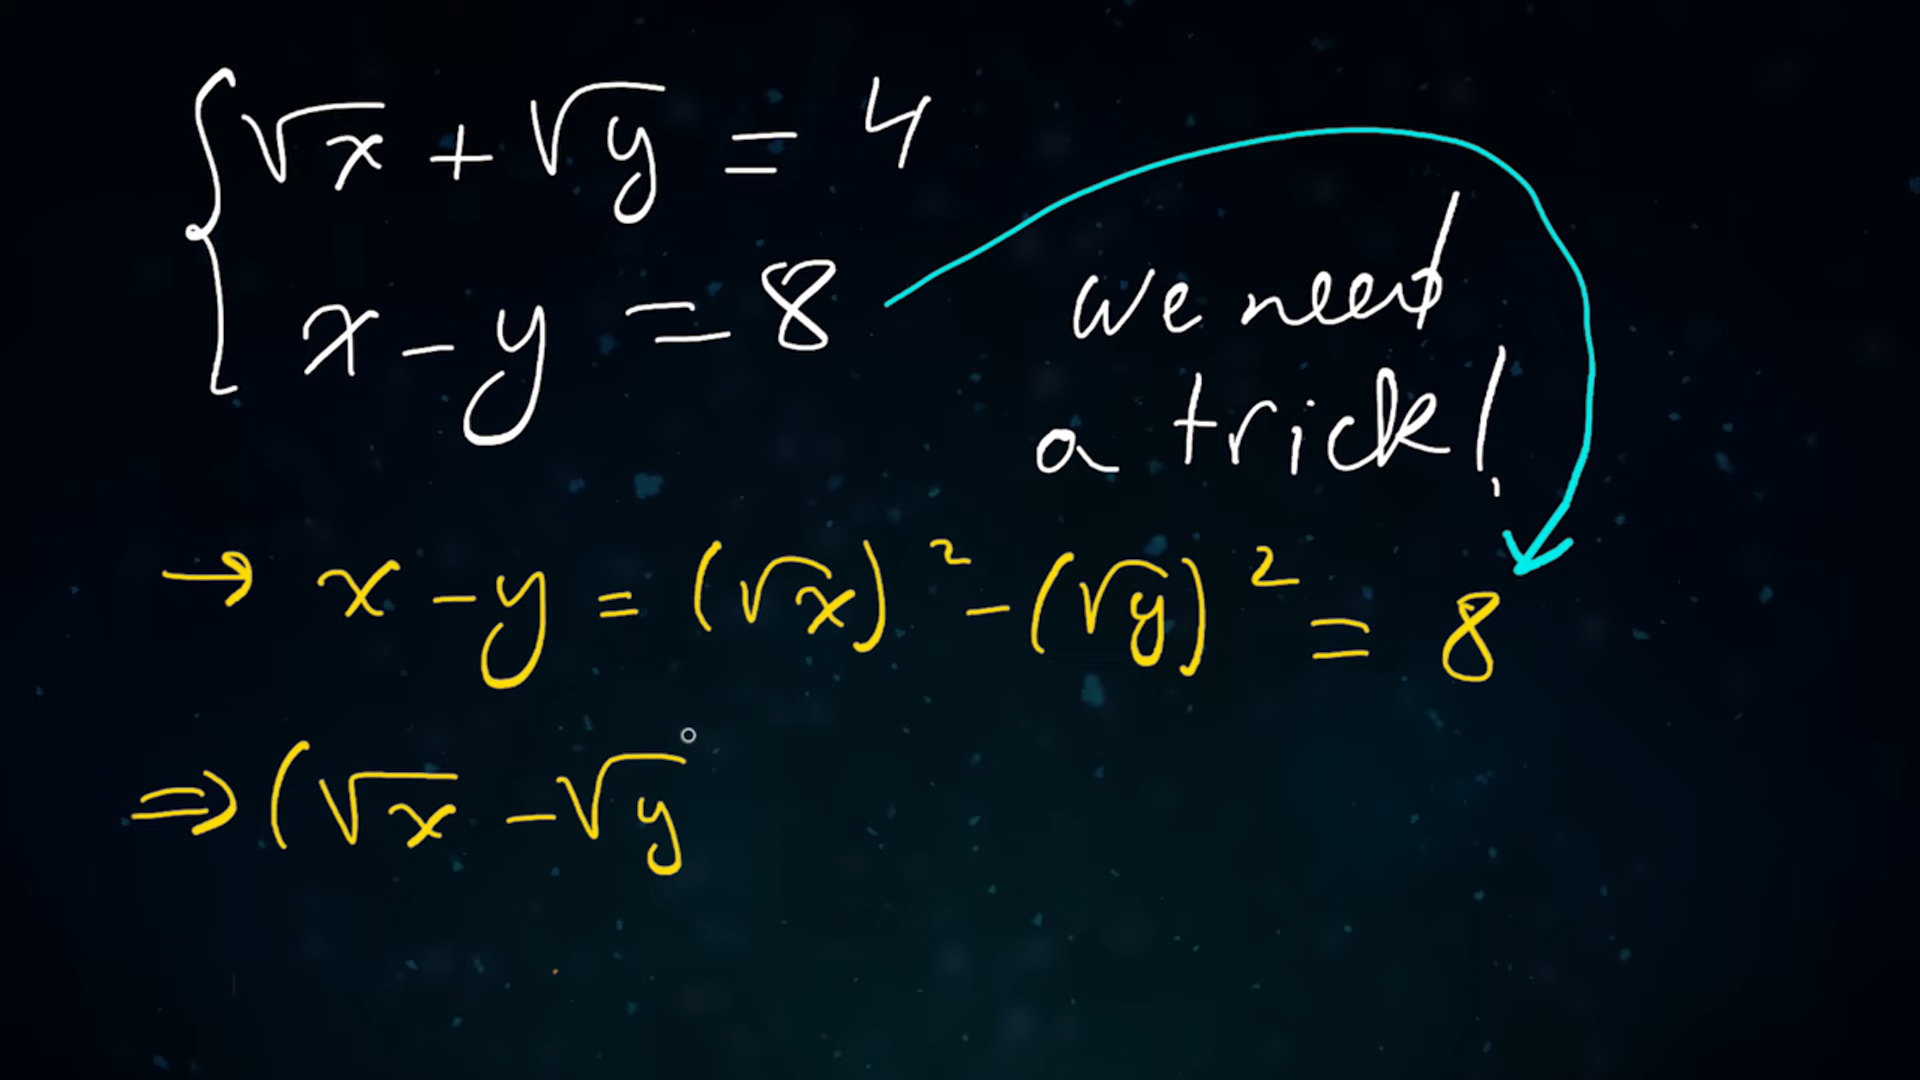 √x + √y = 4
x - y = 8
we need
a trick!
→ x - y = (√x)² - (√y)² = 8
⇒ (√x - √y